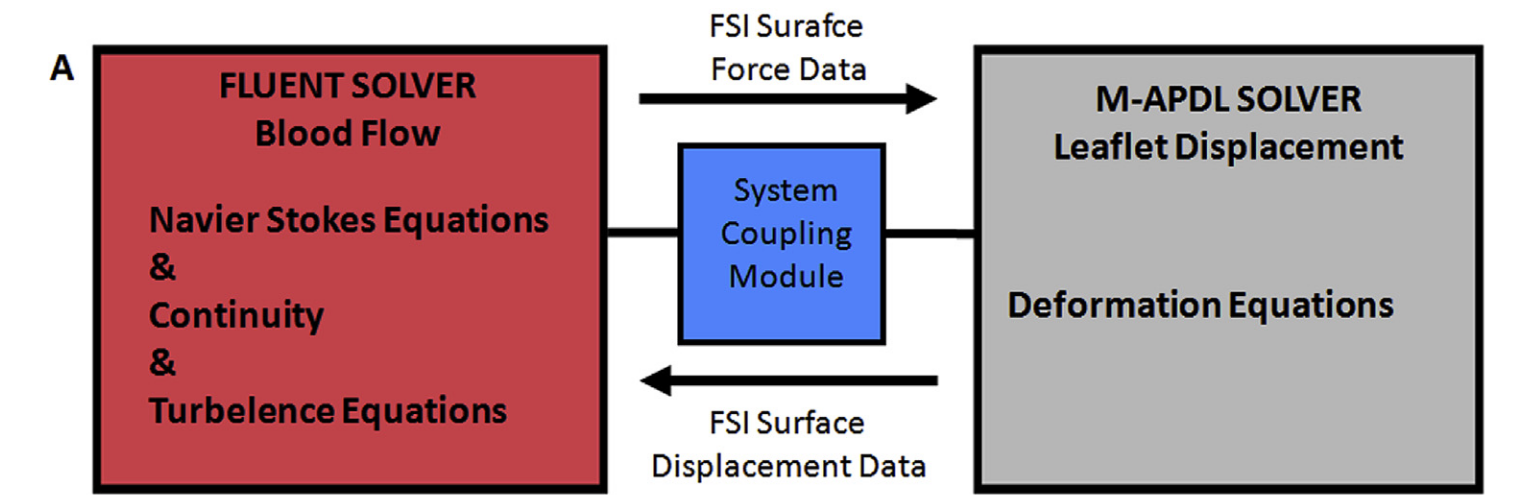 A
FLUENT SOLVER
Blood Flow
Navier Stokes Equations
&
Continuity
&
Turbelence Equations
FSI Surafce
Force Data
System
Coupling
Module
FSI Surface
Displacement Data
M-APDL SOLVER
Leaflet Displacement
Deformation Equations